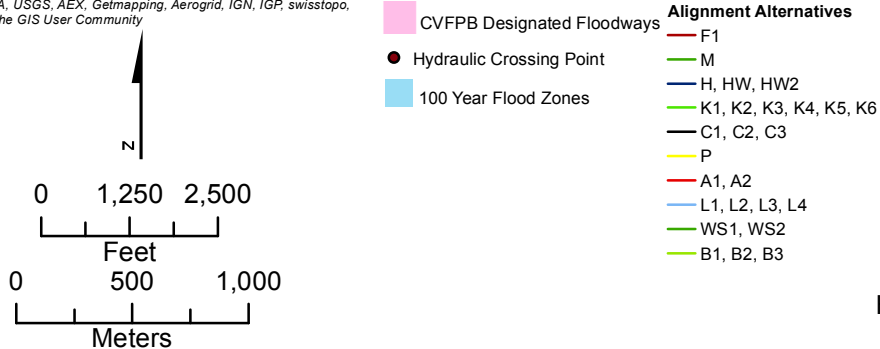 A, USGS, AEX, Getmapping, Aerogrid, IGN, IGP, swisstopo,
the GIS User Community
N
0 1,250 2,500
Feet
0 500 1,000
Meters
CVFPB Designated Floodways
Hydraulic Crossing Point
100 Year Flood Zones
Alignment Alternatives
F1
M
H, HW, HW2
K1, K2, K3, K4, K5, K6
C1, C2, C3
P
A1, A2
L1, L2, L3, L4
WS1, WS2
B1, B2, B3